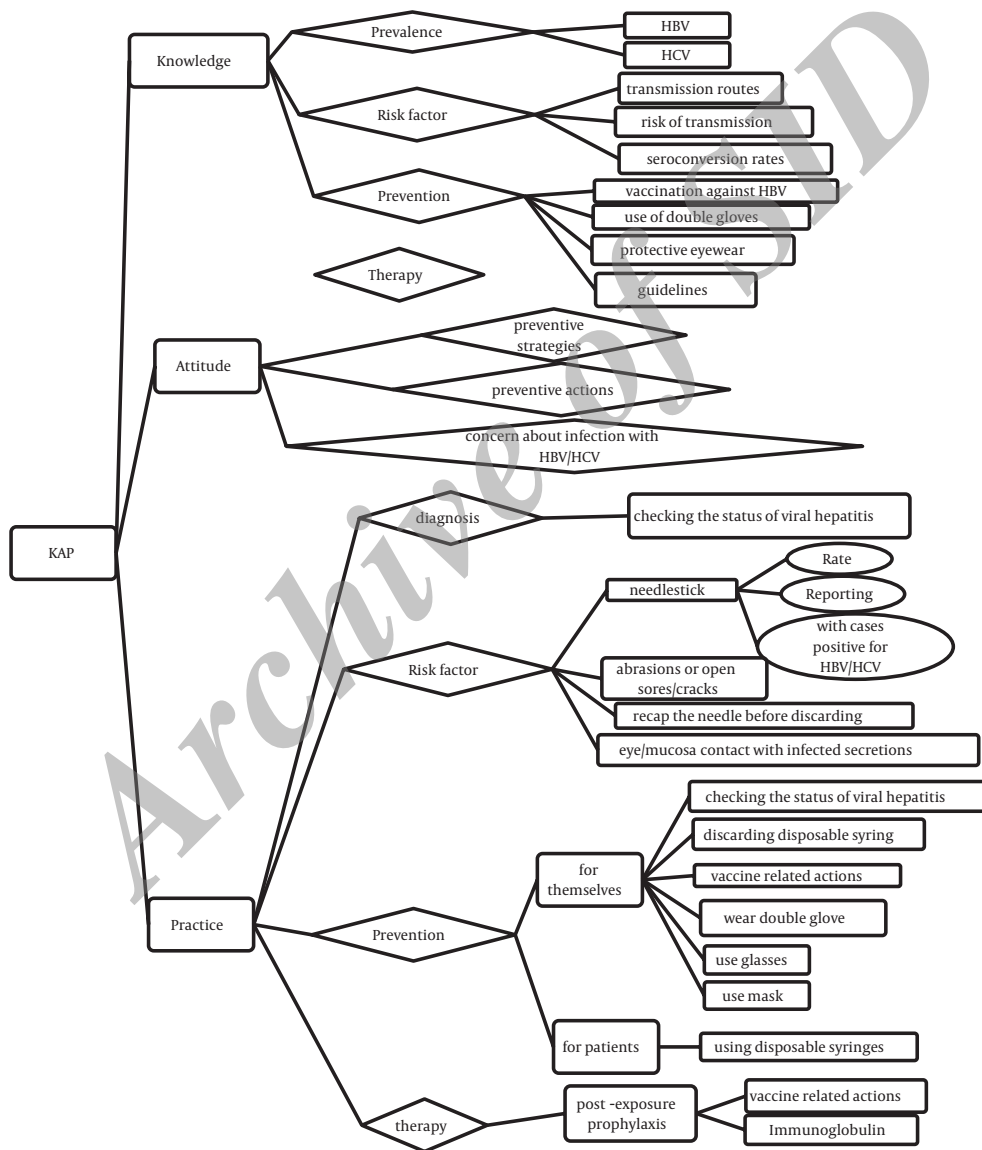 Prevalence
HBV
HCV
Knowledge
Risk factor
transmission routes
risk of transmission
seroconversion rates
Prevention
vaccination against HBV
use of double gloves
protective eyewear
guidelines
Therapy
Attitude
preventive
strategies
preventive actions
concern about infection with
HBV/HCV
KAP
diagnosis
checking the status of viral hepatitis
Risk factor
needlestick
Rate
Reporting
with cases
positive for
HBV/HCV
abrasions or open
sores/cracks
recap the needle before discarding
eye/mucosa contact with infected secretions
Practice
Prevention
for
themselves
checking the status of viral hepatitis
discarding disposable syring
vaccine related actions
wear double glove
use glasses
use mask
for patients
using disposable syringes
therapy
post -exposure
prophylaxis
vaccine related actions
Immunoglobulin
Archive of SID